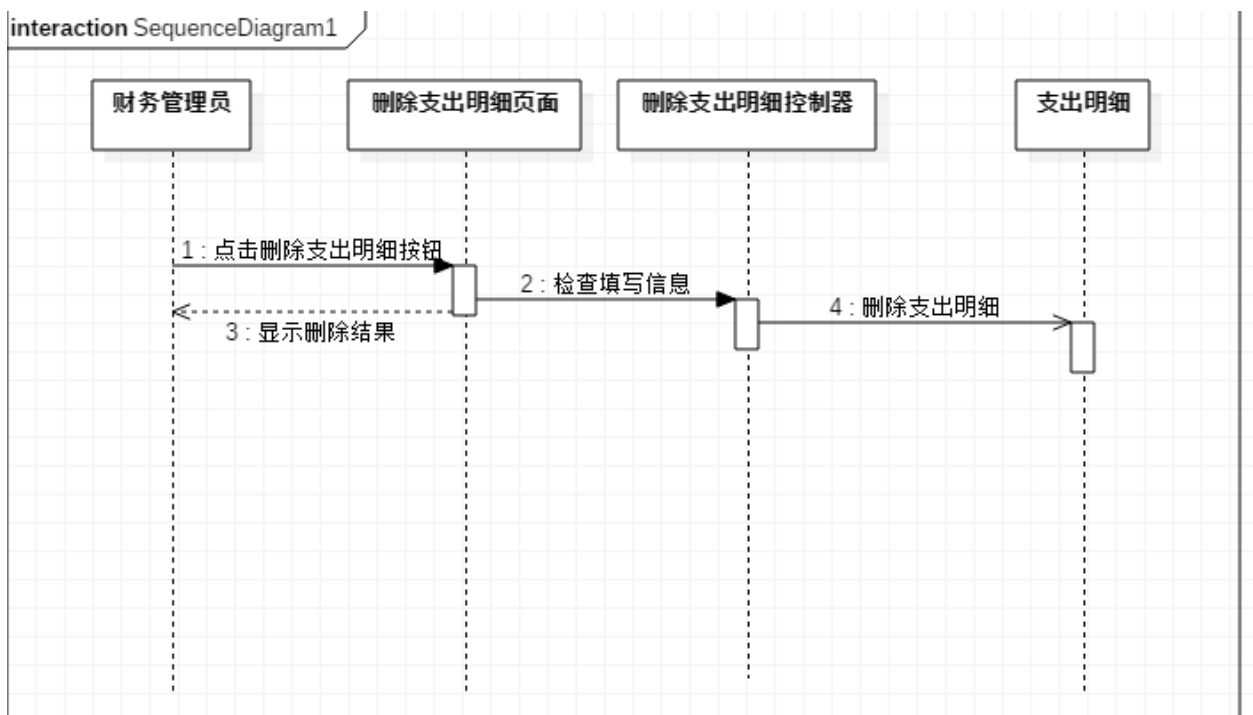 interaction SequenceDiagram1
财务管理员
删除支出明细页面
删除支出明细控制器
支出明细
1 : 点击删除支出明细按钮
2 : 检查填写信息
4 : 删除支出明细
3 : 显示删除结果